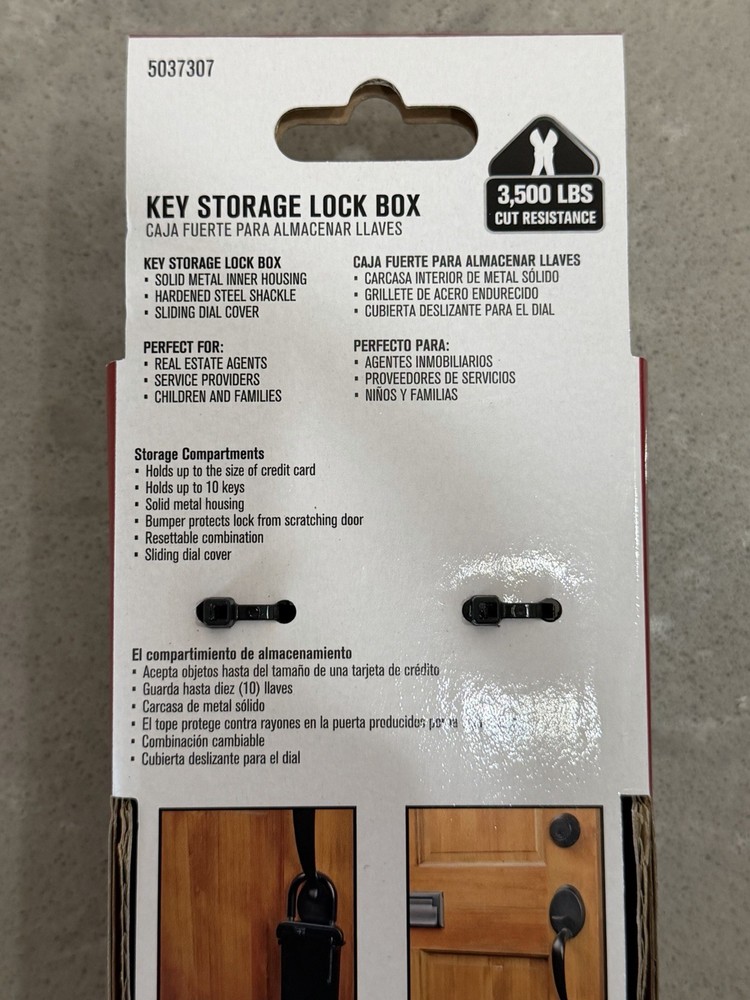 5037307
3,500 LBS
CUT RESISTANCE
KEY STORAGE LOCK BOX
CAJA FUERTE PARA ALMACENAR LLAVES
KEY STORAGE LOCK BOX
▪ SOLID METAL INNER HOUSING
▪ HARDENED STEEL SHACKLE
▪ SLIDING DIAL COVER
CAJA FUERTE PARA ALMACENAR LLAVES
▪ CARCASA INTERIOR DE METAL SÓLIDO
▪ GRILLETE DE ACERO ENDURECIDO
▪ CUBIERTA DESLIZANTE PARA EL DIAL
PERFECT FOR:
▪ REAL ESTATE AGENTS
▪ SERVICE PROVIDERS
▪ CHILDREN AND FAMILIES
PERFECTO PARA:
▪ AGENTES INMOBILIARIOS
▪ PROVEEDORES DE SERVICIOS
▪ NIÑOS Y FAMILIAS
Storage Compartments
▪ Holds up to the size of credit card
▪ Holds up to 10 keys
▪ Solid metal housing
▪ Bumper protects lock from scratching door
▪ Resettable combination
▪ Sliding dial cover
El compartimiento de almacenamiento
▪ Acepta objetos hasta del tamaño de una tarjeta de crédito
▪ Guarda hasta diez (10) llaves
▪ Carcasa de metal sólido
▪ El tope protege contra rayones en la puerta producidos
▪ Combinación cambiable
▪ Cubierta deslizante para el dial